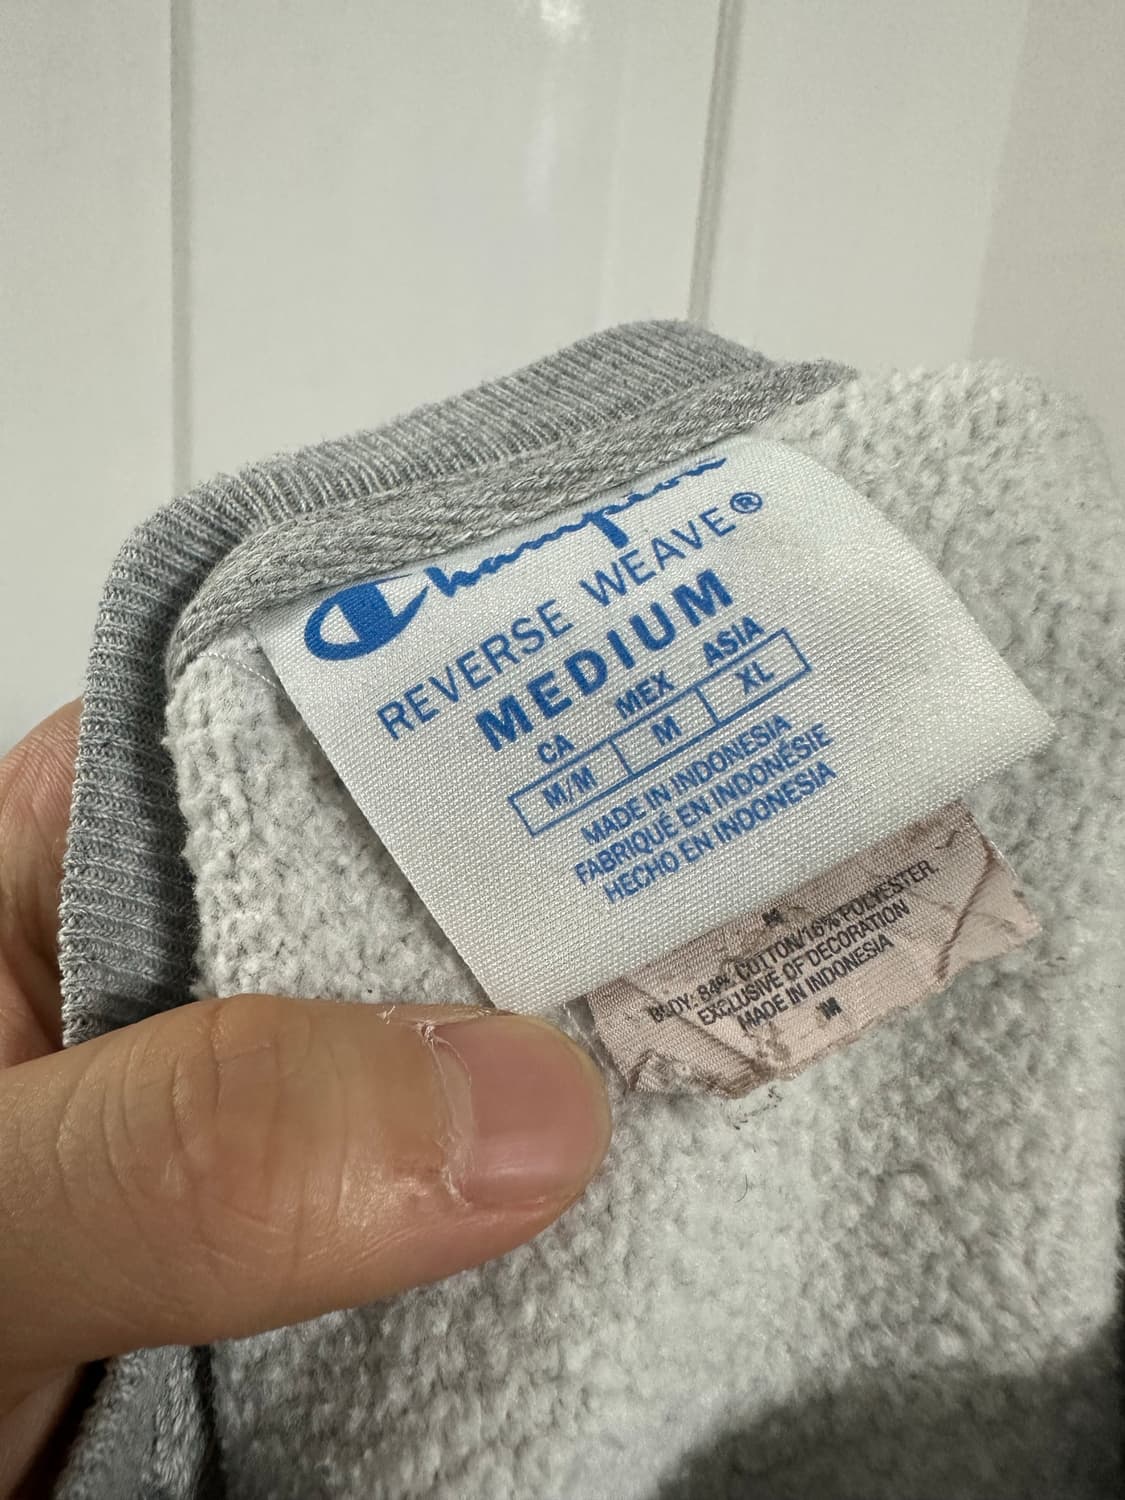 Champion
REVERSE WEAVE®
MEDIUM
CA MEX ASIA
M/M M XL
MADE IN INDONESIA
FABRIQUÉ EN INDONÉSIE
HECHO EN INDONESIA
M
BODY: 84% COTTON/16% POLYESTER.
EXCLUSIVE OF DECORATION
MADE IN INDONESIA
M